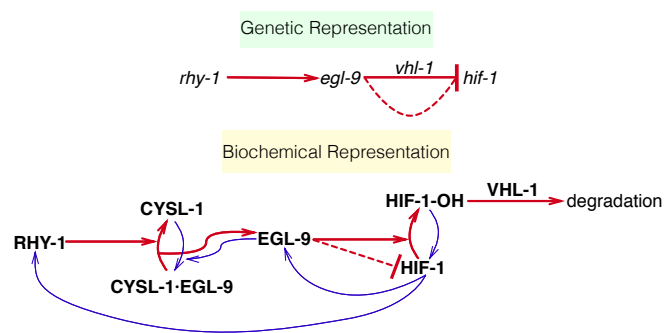 Genetic Representation
rhy-1 egl-9 vhl-1 hif-1
Biochemical Representation
CYSL-1 HIF-1-OH VHL-1 degradation
RHY-1 EGL-9
CYSL-1·EGL-9 HIF-1